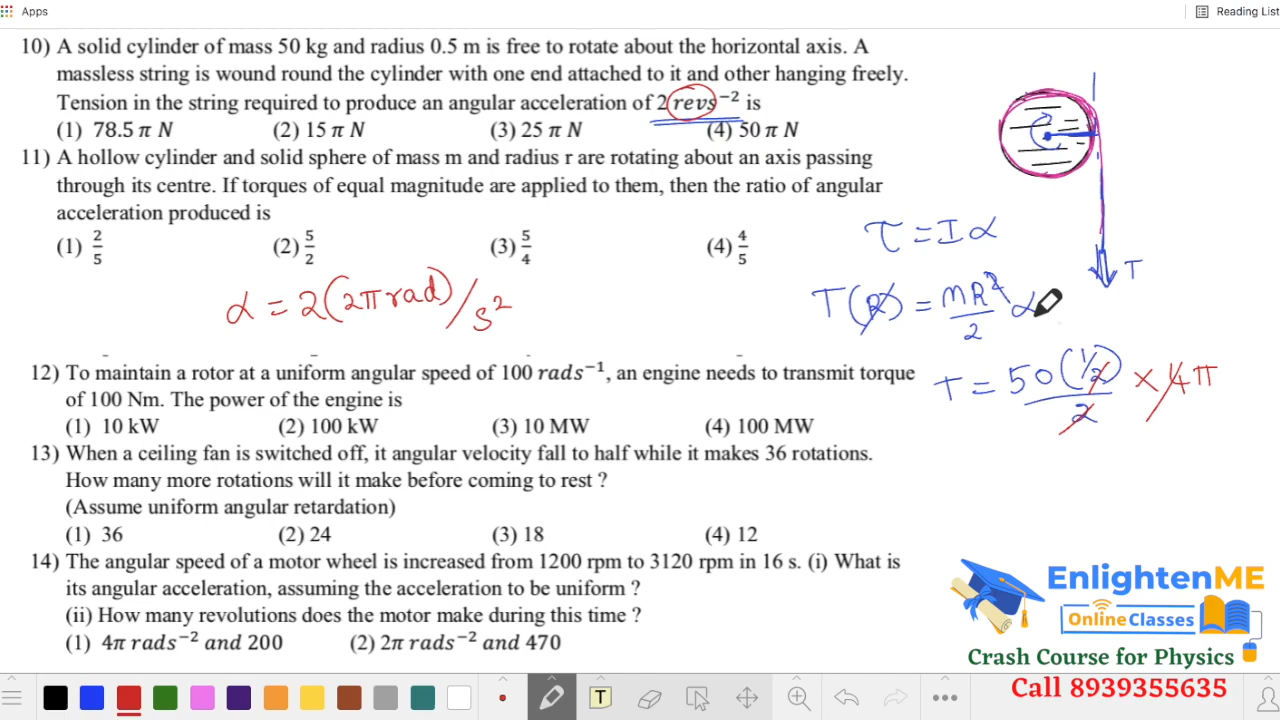 Apps
Reading List
10) A solid cylinder of mass 50 kg and radius 0.5 m is free to rotate about the horizontal axis. A
massless string is wound round the cylinder with one end attached to it and other hanging freely.
Tension in the string required to produce an angular acceleration of 2 revs⁻² is
(1) 78.5 π N (2) 15 π N (3) 25 π N (4) 50 π N
11) A hollow cylinder and solid sphere of mass m and radius r are rotating about an axis passing
through its centre. If torques of equal magnitude are applied to them, then the ratio of angular
acceleration produced is
(1) 2/5 (2) 5/2 (3) 5/4 (4) 4/5
τ = Iα
T
α = 2(2π rad)/s²
T(R) = MR²/2 α
T = 50(1/2)/2 × 4π
12) To maintain a rotor at a uniform angular speed of 100 rads⁻¹, an engine needs to transmit torque
of 100 Nm. The power of the engine is
(1) 10 kW (2) 100 kW (3) 10 MW (4) 100 MW
13) When a ceiling fan is switched off, it angular velocity fall to half while it makes 36 rotations.
How many more rotations will it make before coming to rest ?
(Assume uniform angular retardation)
(1) 36 (2) 24 (3) 18 (4) 12
14) The angular speed of a motor wheel is increased from 1200 rpm to 3120 rpm in 16 s. (i) What is
its angular acceleration, assuming the acceleration to be uniform ?
(ii) How many revolutions does the motor make during this time ?
(1) 4π rads⁻² and 200 (2) 2π rads⁻² and 470
EnlightenME
Online Classes
Crash Course for Physics
Call 8939355635
T